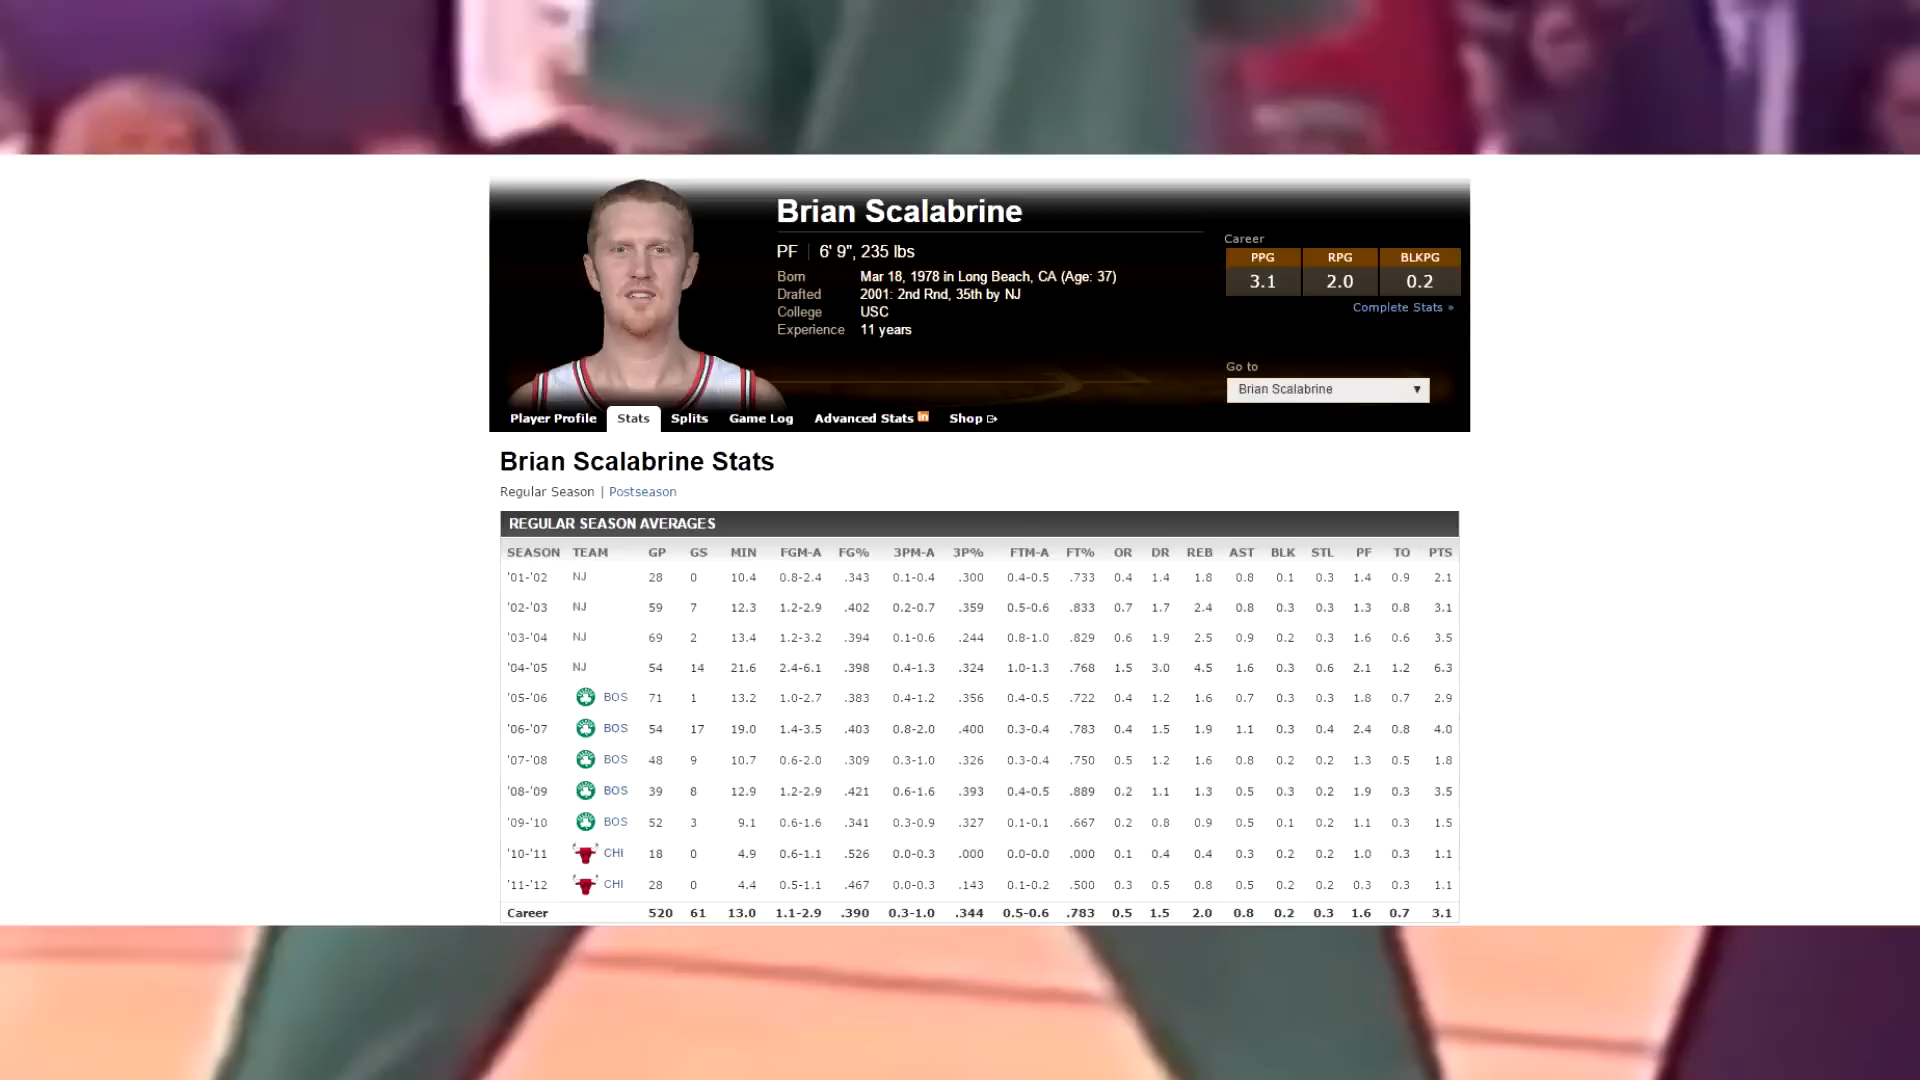 Brian Scalabrine
PF | 6' 9", 235 lbs
Born Mar 18, 1978 in Long Beach, CA (Age: 37)
Drafted 2001: 2nd Rnd, 35th by NJ
College USC
Experience 11 years
Career
PPG RPG BLKPG
3.1 2.0 0.2
Complete Stats »
Go to
Brian Scalabrine
Player Profile Stats Splits Game Log Advanced Stats in Shop
Brian Scalabrine Stats
Regular Season | Postseason
REGULAR SEASON AVERAGES
SEASON TEAM GP GS MIN FGM-A FG% 3PM-A 3P% FTM-A FT% OR DR REB AST BLK STL PF TO PTS
'01-'02 NJ 28 0 10.4 0.8-2.4 .343 0.1-0.4 .300 0.4-0.5 .733 0.4 1.4 1.8 0.8 0.1 0.3 1.4 0.9 2.1
'02-'03 NJ 59 7 12.3 1.2-2.9 .402 0.2-0.7 .359 0.5-0.6 .833 0.7 1.7 2.4 0.8 0.3 0.3 1.3 0.8 3.1
'03-'04 NJ 69 2 13.4 1.2-3.2 .394 0.1-0.6 .244 0.8-1.0 .829 0.6 1.9 2.5 0.9 0.2 0.3 1.6 0.6 3.5
'04-'05 NJ 54 14 21.6 2.4-6.1 .398 0.4-1.3 .324 1.0-1.3 .768 1.5 3.0 4.5 1.6 0.3 0.6 2.1 1.2 6.3
'05-'06 BOS 71 1 13.2 1.0-2.7 .383 0.4-1.2 .356 0.4-0.5 .722 0.4 1.2 1.6 0.7 0.3 0.3 1.8 0.7 2.9
'06-'07 BOS 54 17 19.0 1.4-3.5 .403 0.8-2.0 .400 0.3-0.4 .783 0.4 1.5 1.9 1.1 0.3 0.4 2.4 0.8 4.0
'07-'08 BOS 48 9 10.7 0.6-2.0 .309 0.3-1.0 .326 0.3-0.4 .750 0.5 1.2 1.6 0.8 0.2 0.2 1.3 0.5 1.8
'08-'09 BOS 39 8 12.9 1.2-2.9 .421 0.6-1.6 .393 0.4-0.5 .889 0.2 1.1 1.3 0.5 0.3 0.2 1.9 0.3 3.5
'09-'10 BOS 52 3 9.1 0.6-1.6 .341 0.3-0.9 .327 0.1-0.1 .667 0.2 0.8 0.9 0.5 0.1 0.2 1.1 0.3 1.5
'10-'11 CHI 18 0 4.9 0.6-1.1 .526 0.0-0.3 .000 0.0-0.0 .000 0.1 0.4 0.4 0.3 0.2 0.2 1.0 0.3 1.1
'11-'12 CHI 28 0 4.4 0.5-1.1 .467 0.0-0.3 .143 0.1-0.2 .500 0.3 0.5 0.8 0.5 0.2 0.2 0.3 0.3 1.1
Career 520 61 13.0 1.1-2.9 .390 0.3-1.0 .344 0.5-0.6 .783 0.5 1.5 2.0 0.8 0.2 0.3 1.6 0.7 3.1